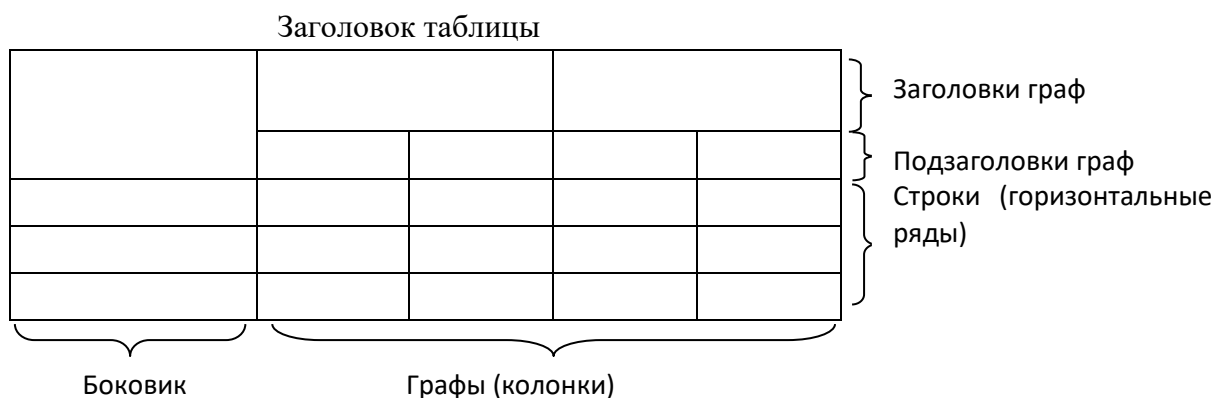 Заголовок таблицы
Заголовки граф
Подзаголовки граф
Строки (горизонтальные
ряды)
Боковик
Графы (колонки)